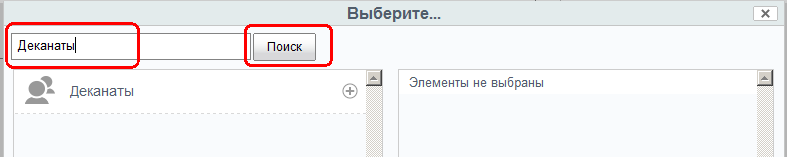 Выберите...
Деканаты
Поиск
Деканаты
Элементы не выбраны